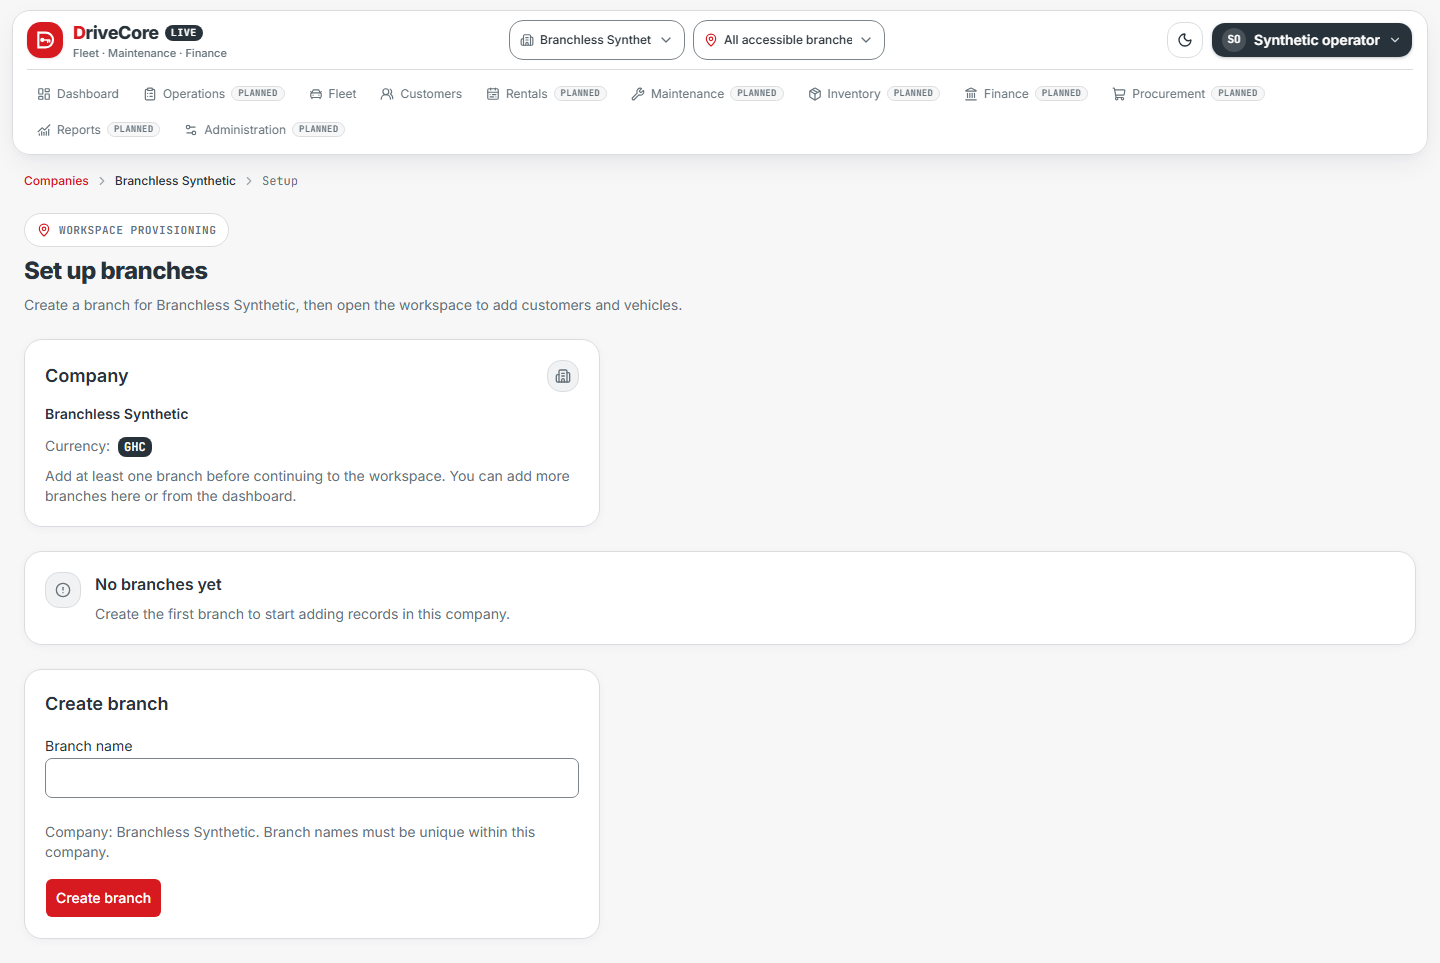 DriveCore LIVE
Fleet · Maintenance · Finance
Branchless Synthet
All accessible branche
SO Synthetic operator
Dashboard
Operations PLANNED
Fleet
Customers
Rentals PLANNED
Maintenance PLANNED
Inventory PLANNED
Finance PLANNED
Procurement PLANNED
Reports PLANNED
Administration PLANNED
Companies > Branchless Synthetic > Setup
WORKSPACE PROVISIONING
Set up branches
Create a branch for Branchless Synthetic, then open the workspace to add customers and vehicles.
Company
Branchless Synthetic
Currency: GHC
Add at least one branch before continuing to the workspace. You can add more
branches here or from the dashboard.
No branches yet
Create the first branch to start adding records in this company.
Create branch
Branch name
Company: Branchless Synthetic. Branch names must be unique within this
company.
Create branch